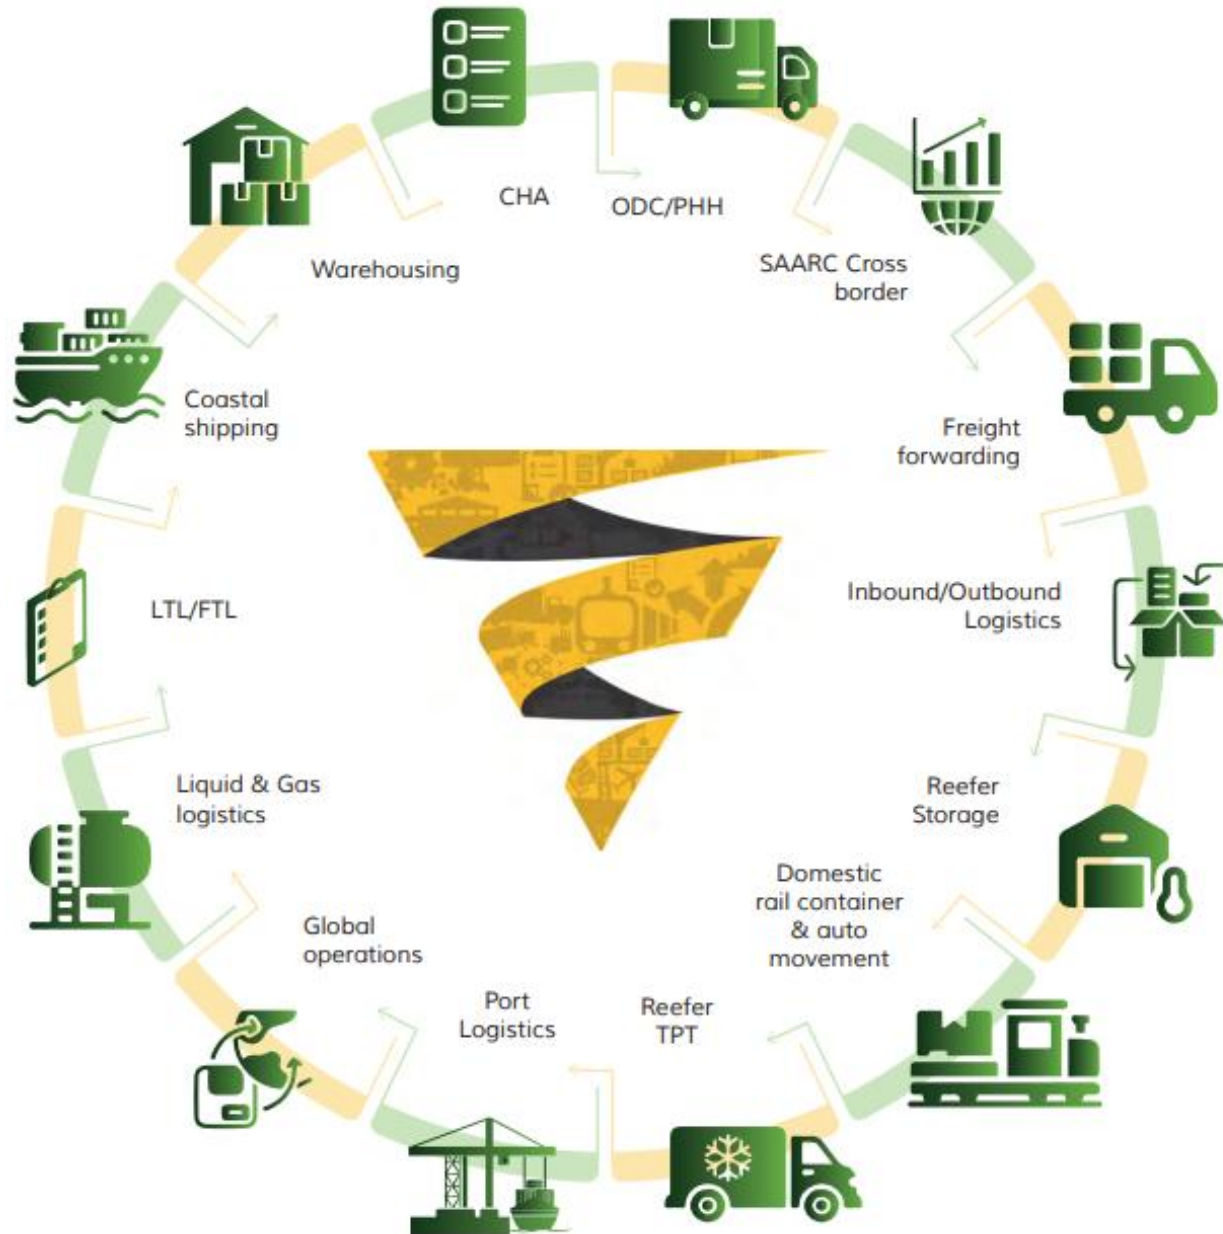 CHA
ODC/PHH
SAARC Cross
border
Freight
forwarding
Inbound/Outbound
Logistics
Reefer
Storage
Domestic
rail container
& auto
movement
Reefer
TPT
Port
Logistics
Global
operations
Liquid & Gas
logistics
LTL/FTL
Coastal
shipping
Warehousing